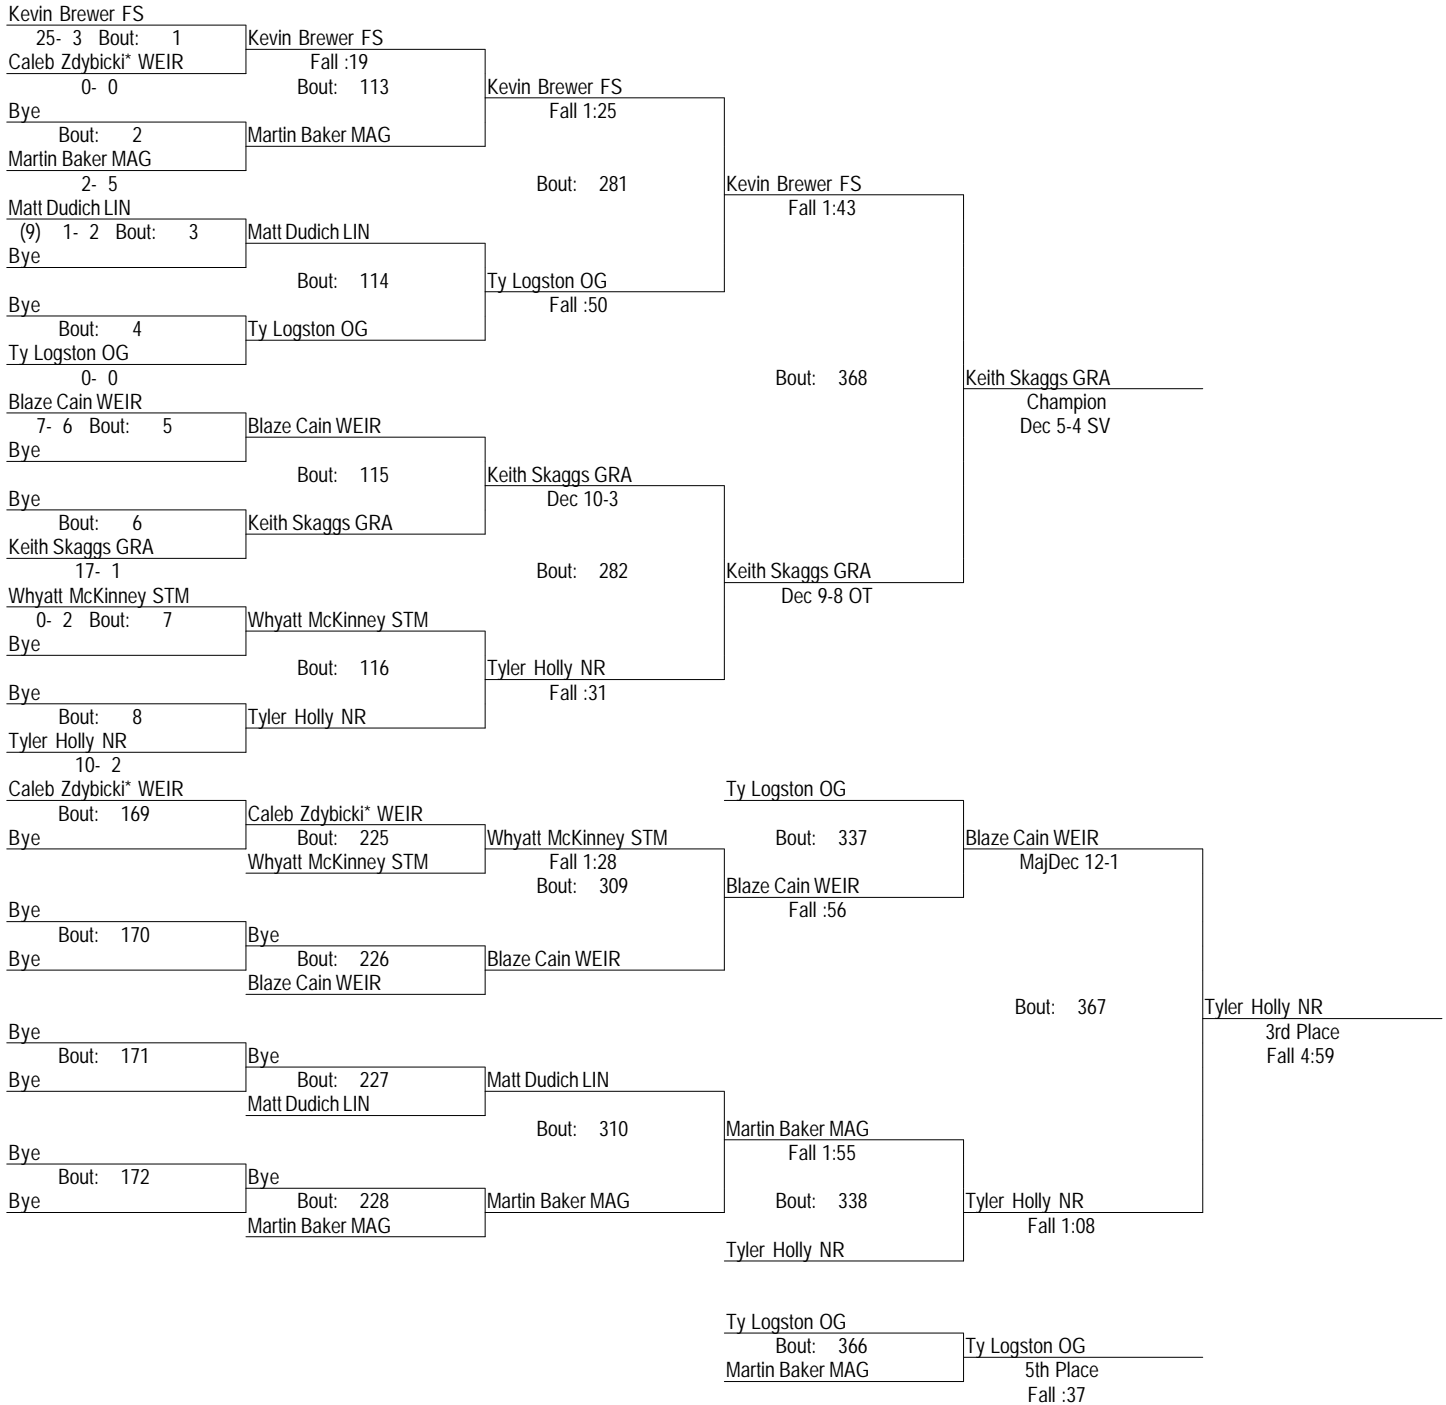 Kevin Brewer FS
25- 3 Bout: 1 Kevin Brewer FS
Caleb Zdybicki* WEIR Fall :19
0- 0 Bout: 113 Kevin Brewer FS
Bye Fall 1:25
Bout: 2 Martin Baker MAG
Martin Baker MAG
2- 5 Bout: 281 Kevin Brewer FS
Matt Dudich LIN Fall 1:43
(9) 1- 2 Bout: 3 Matt Dudich LIN
Bye
Bout: 114 Ty Logston OG
Bye Fall :50
Bout: 4 Ty Logston OG
Ty Logston OG
0- 0 Bout: 368 Keith Skaggs GRA
Blaze Cain WEIR Champion
7- 6 Bout: 5 Blaze Cain WEIR Dec 5-4 SV
Bye
Bout: 115 Keith Skaggs GRA
Bye Dec 10-3
Bout: 6 Keith Skaggs GRA
Keith Skaggs GRA
17- 1 Bout: 282 Keith Skaggs GRA
Whyatt McKinney STM Dec 9-8 OT
0- 2 Bout: 7 Whyatt McKinney STM
Bye
Bout: 116 Tyler Holly NR
Bye Fall :31
Bout: 8 Tyler Holly NR
Tyler Holly NR
10- 2
Caleb Zdybicki* WEIR Ty Logston OG
Bout: 169 Caleb Zdybicki* WEIR
Bye Bout: 225 Whyatt McKinney STM Bout: 337 Blaze Cain WEIR
Whyatt McKinney STM Fall 1:28 MajDec 12-1
Bout: 309 Blaze Cain WEIR
Bye Fall :56
Bout: 170 Bye
Bye Bout: 226 Blaze Cain WEIR
Blaze Cain WEIR
Bout: 367 Tyler Holly NR
Bye 3rd Place
Bout: 171 Bye Fall 4:59
Bye Bout: 227 Matt Dudich LIN
Matt Dudich LIN
Bout: 310 Martin Baker MAG
Bye Fall 1:55
Bout: 172 Bye
Bye Bout: 228 Martin Baker MAG Bout: 338 Tyler Holly NR
Martin Baker MAG Fall 1:08
Tyler Holly NR
Ty Logston OG
Bout: 366 Ty Logston OG
Martin Baker MAG 5th Place
Fall :37